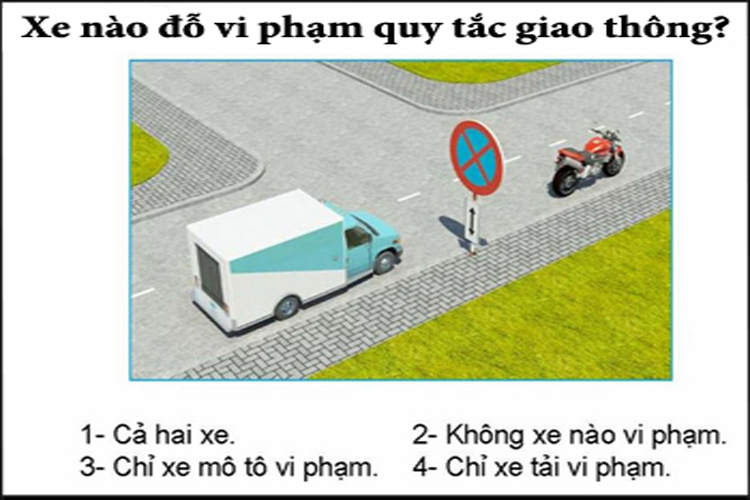 Xe nào đỗ vi phạm quy tắc giao thông?
1- Cả hai xe.
2- Không xe nào vi phạm.
3- Chỉ xe mô tô vi phạm.
4- Chỉ xe tải vi phạm.